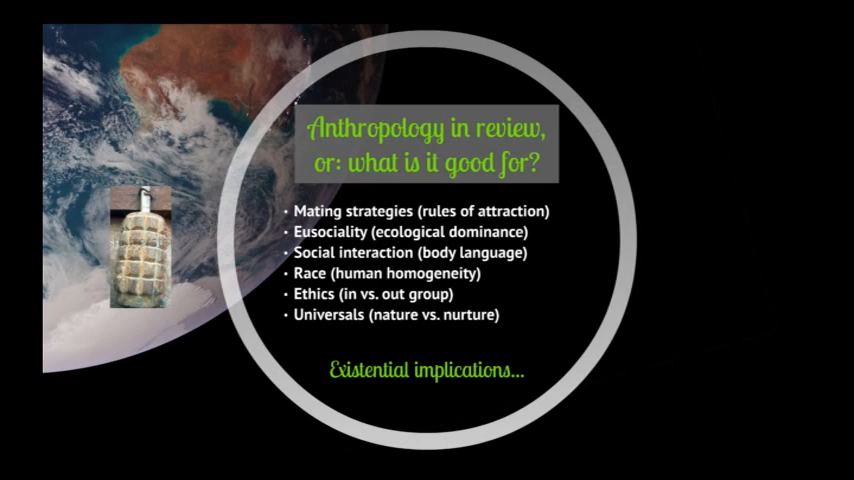 Anthropology in review,
or: what is it good for?
· Mating strategies (rules of attraction)
· Eusociality (ecological dominance)
· Social interaction (body language)
· Race (human homogeneity)
· Ethics (in vs. out group)
· Universals (nature vs. nurture)
Existential implications...